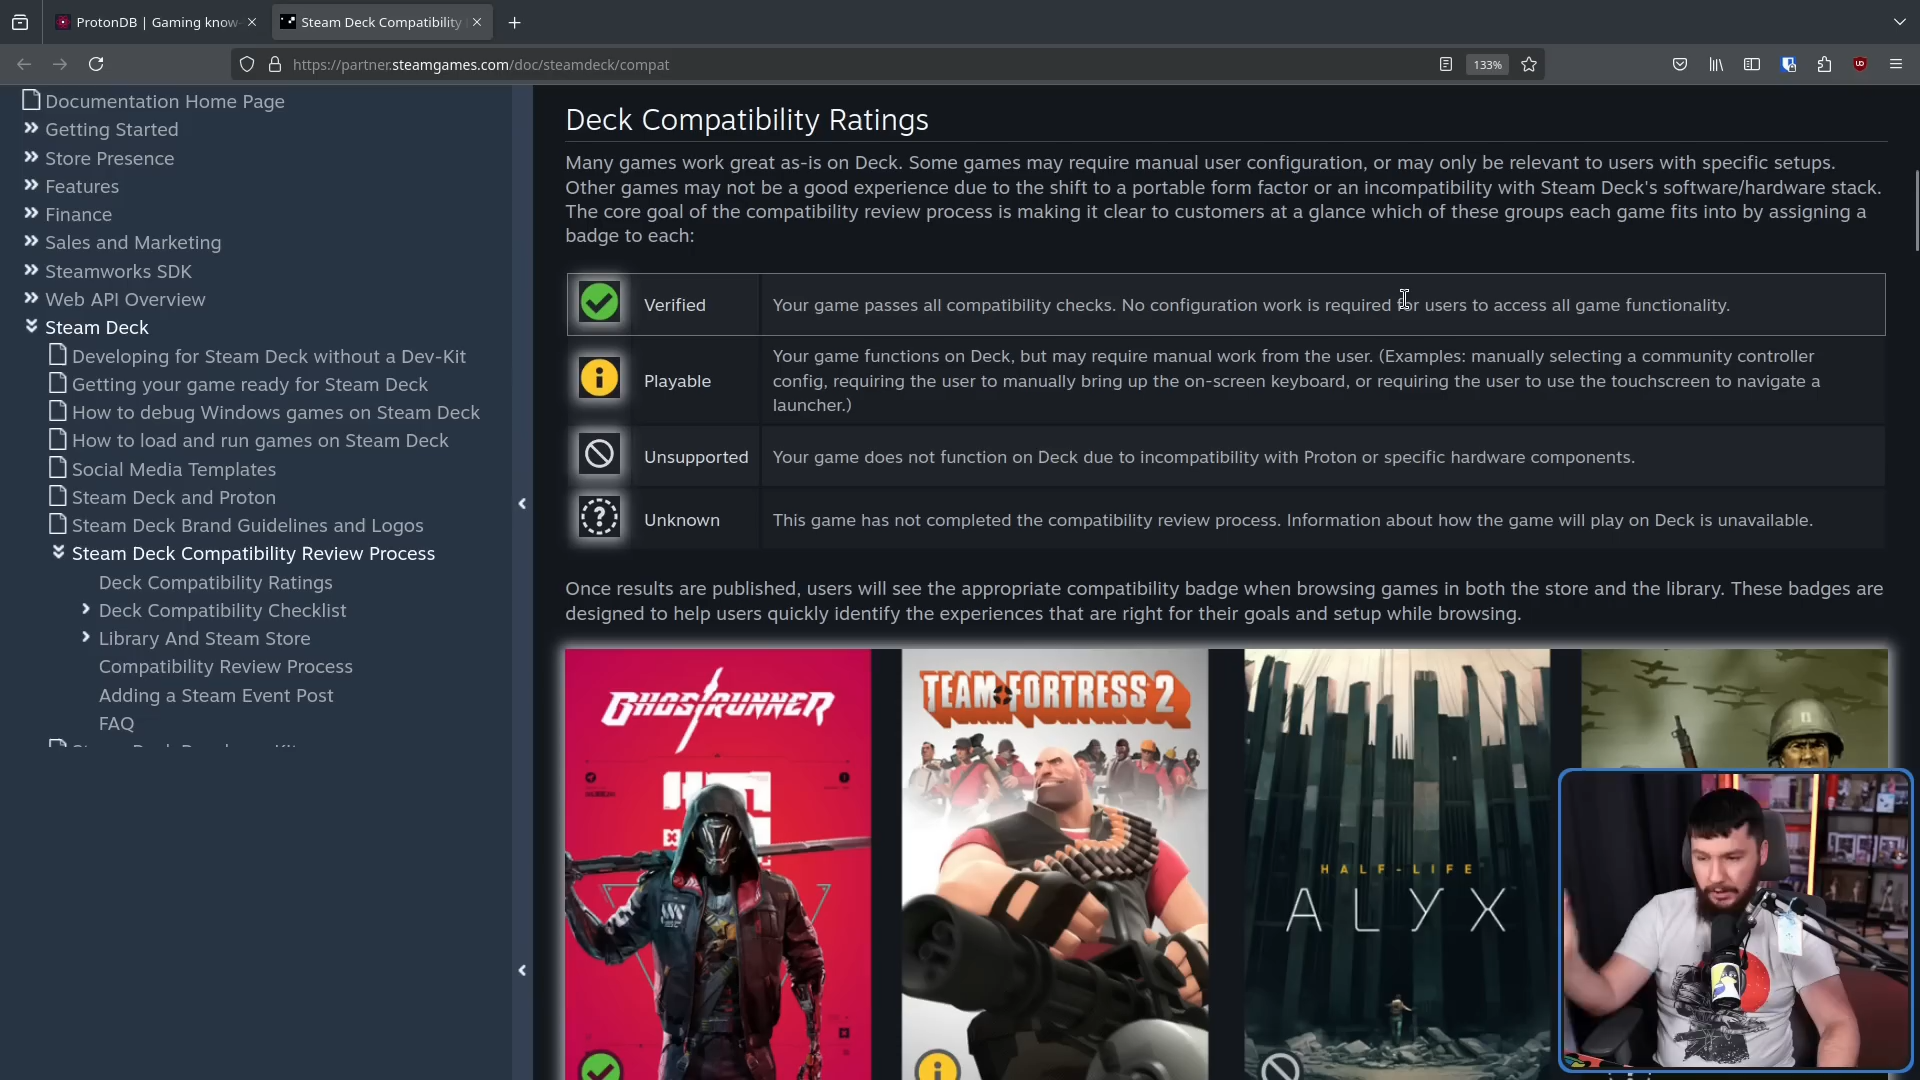 ProtonDB | Gaming know-
Steam Deck Compatibility
https://partner.steamgames.com/doc/steamdeck/compat
133%
Documentation Home Page
Getting Started
Store Presence
Features
Finance
Sales and Marketing
Steamworks SDK
Web API Overview
Steam Deck
Developing for Steam Deck without a Dev-Kit
Getting your game ready for Steam Deck
How to debug Windows games on Steam Deck
How to load and run games on Steam Deck
Social Media Templates
Steam Deck and Proton
Steam Deck Brand Guidelines and Logos
Steam Deck Compatibility Review Process
Deck Compatibility Ratings
Deck Compatibility Checklist
Library And Steam Store
Compatibility Review Process
Adding a Steam Event Post
FAQ
Deck Compatibility Ratings
Many games work great as-is on Deck. Some games may require manual user configuration, or may only be relevant to users with specific setups.
Other games may not be a good experience due to the shift to a portable form factor or an incompatibility with Steam Deck's software/hardware stack.
The core goal of the compatibility review process is making it clear to customers at a glance which of these groups each game fits into by assigning a
badge to each:
Verified
Your game passes all compatibility checks. No configuration work is required for users to access all game functionality.
Playable
Your game functions on Deck, but may require manual work from the user. (Examples: manually selecting a community controller
config, requiring the user to manually bring up the on-screen keyboard, or requiring the user to use the touchscreen to navigate a
launcher.)
Unsupported
Your game does not function on Deck due to incompatibility with Proton or specific hardware components.
Unknown
This game has not completed the compatibility review process. Information about how the game will play on Deck is unavailable.
Once results are published, users will see the appropriate compatibility badge when browsing games in both the store and the library. These badges are
designed to help users quickly identify the experiences that are right for their goals and setup while browsing.
GHOSTRUNNER
TEAM FORTRESS 2
HALF-LIFE
ALYX